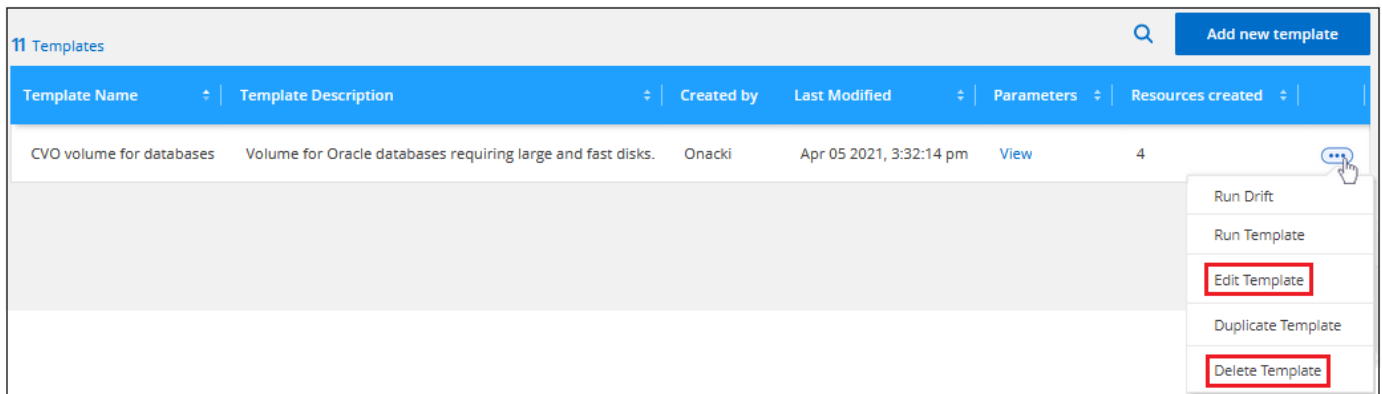 11 Templates
Add new template
Template Name Template Description Created by Last Modified Parameters Resources created
CVO volume for databases Volume for Oracle databases requiring large and fast disks. Onacki Apr 05 2021, 3:32:14 pm View 4
Run Drift
Run Template
Edit Template
Duplicate Template
Delete Template